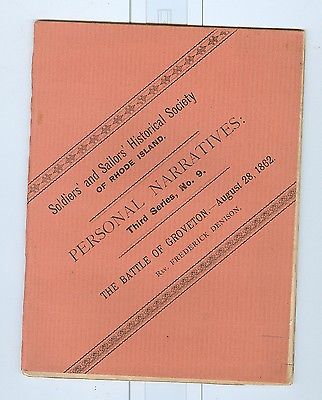 Soldiers' and Sailors' Historical Society
OF RHODE ISLAND.
PERSONAL NARRATIVES:
Third Series, No. 9.
THE BATTLE OF GROVETON. August 28, 1862.
Rev. FREDERICK DENISON.